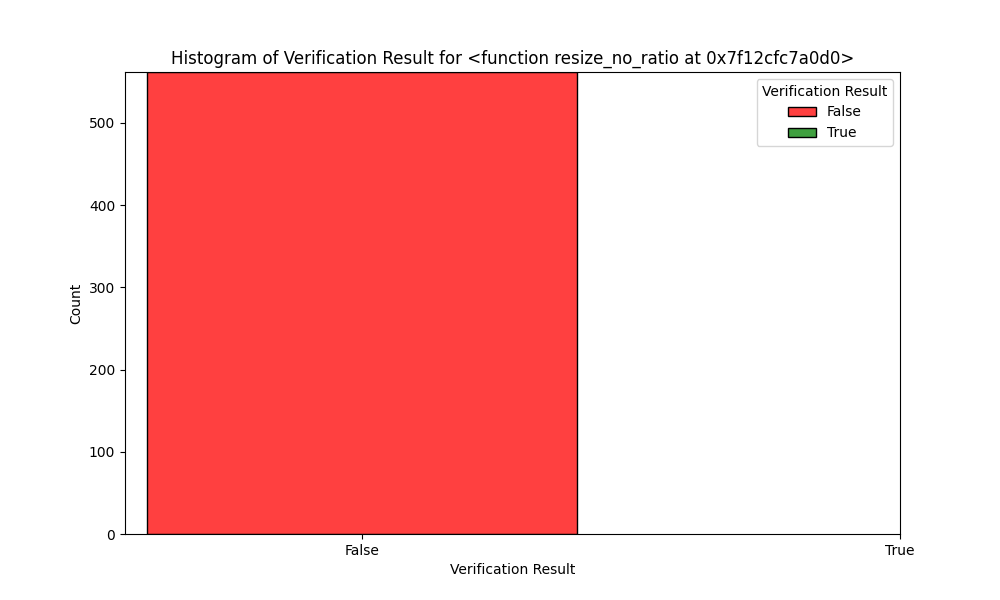 Histogram of Verification Result for <function resize_no_ratio at 0x7f12cfc7a0d0>
Verification Result
False
True
500
400
300
200
100
0
Count
False
True
Verification Result